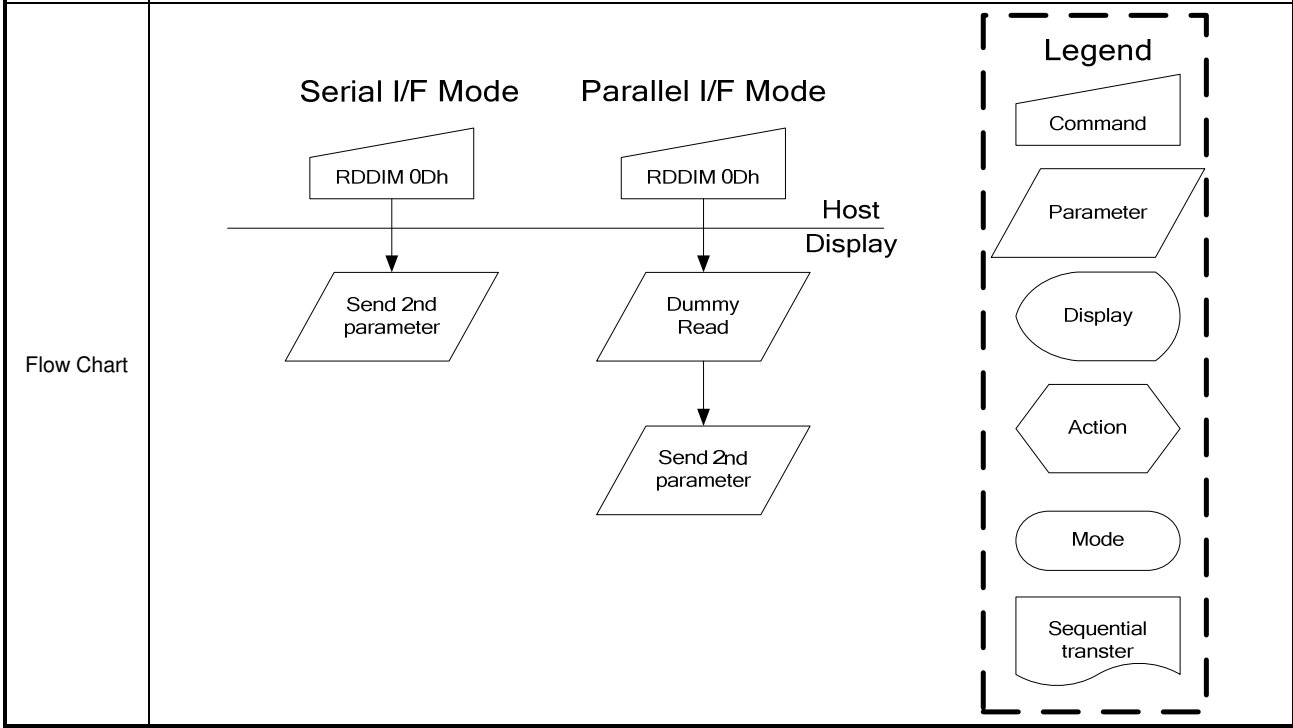 Flow Chart
Serial I/F Mode
RDDIM 0Dh
Send 2nd
parameter
Parallel I/F Mode
RDDIM 0Dh
Host
Display
Dummy
Read
Send 2nd
parameter
Legend
Command
Parameter
Display
Action
Mode
Sequential
transter